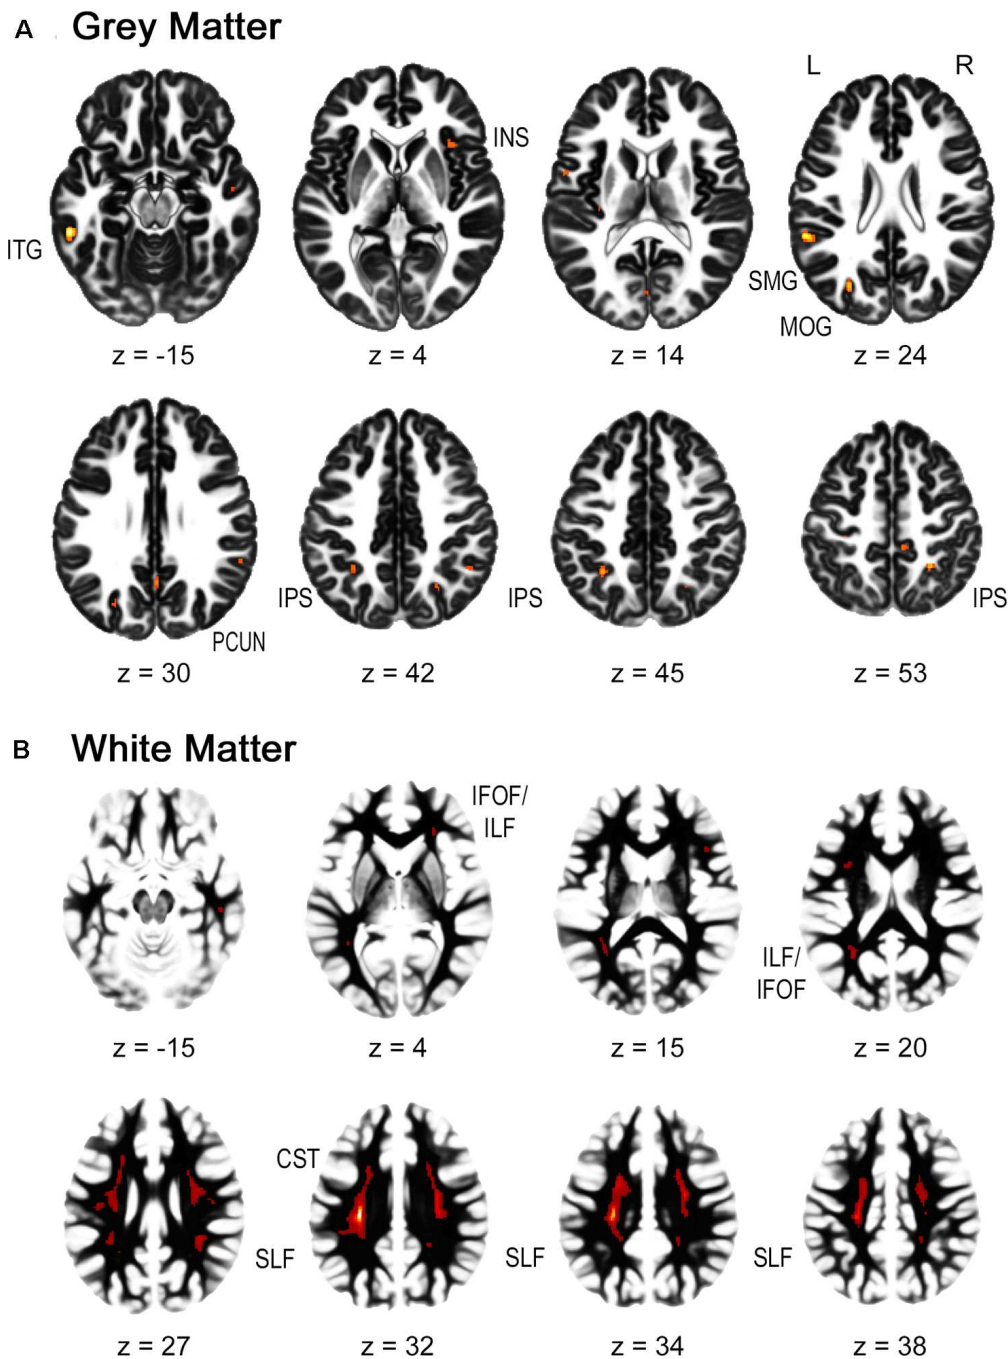 A Grey Matter
L R
INS
ITG
SMG
MOG
z = -15 z = 4 z = 14 z = 24
IPS IPS IPS
PCUN
z = 30 z = 42 z = 45 z = 53
B White Matter
IFOF/
ILF
ILF/
IFOF
z = -15 z = 4 z = 15 z = 20
CST
SLF SLF SLF
z = 27 z = 32 z = 34 z = 38